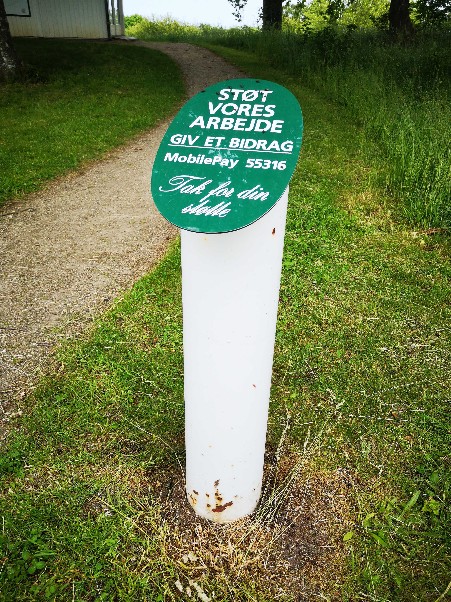 STØT
VORES
ARBEJDE
GIV ET BIDRAG
MobilePay 55316
Tak for din
støtte